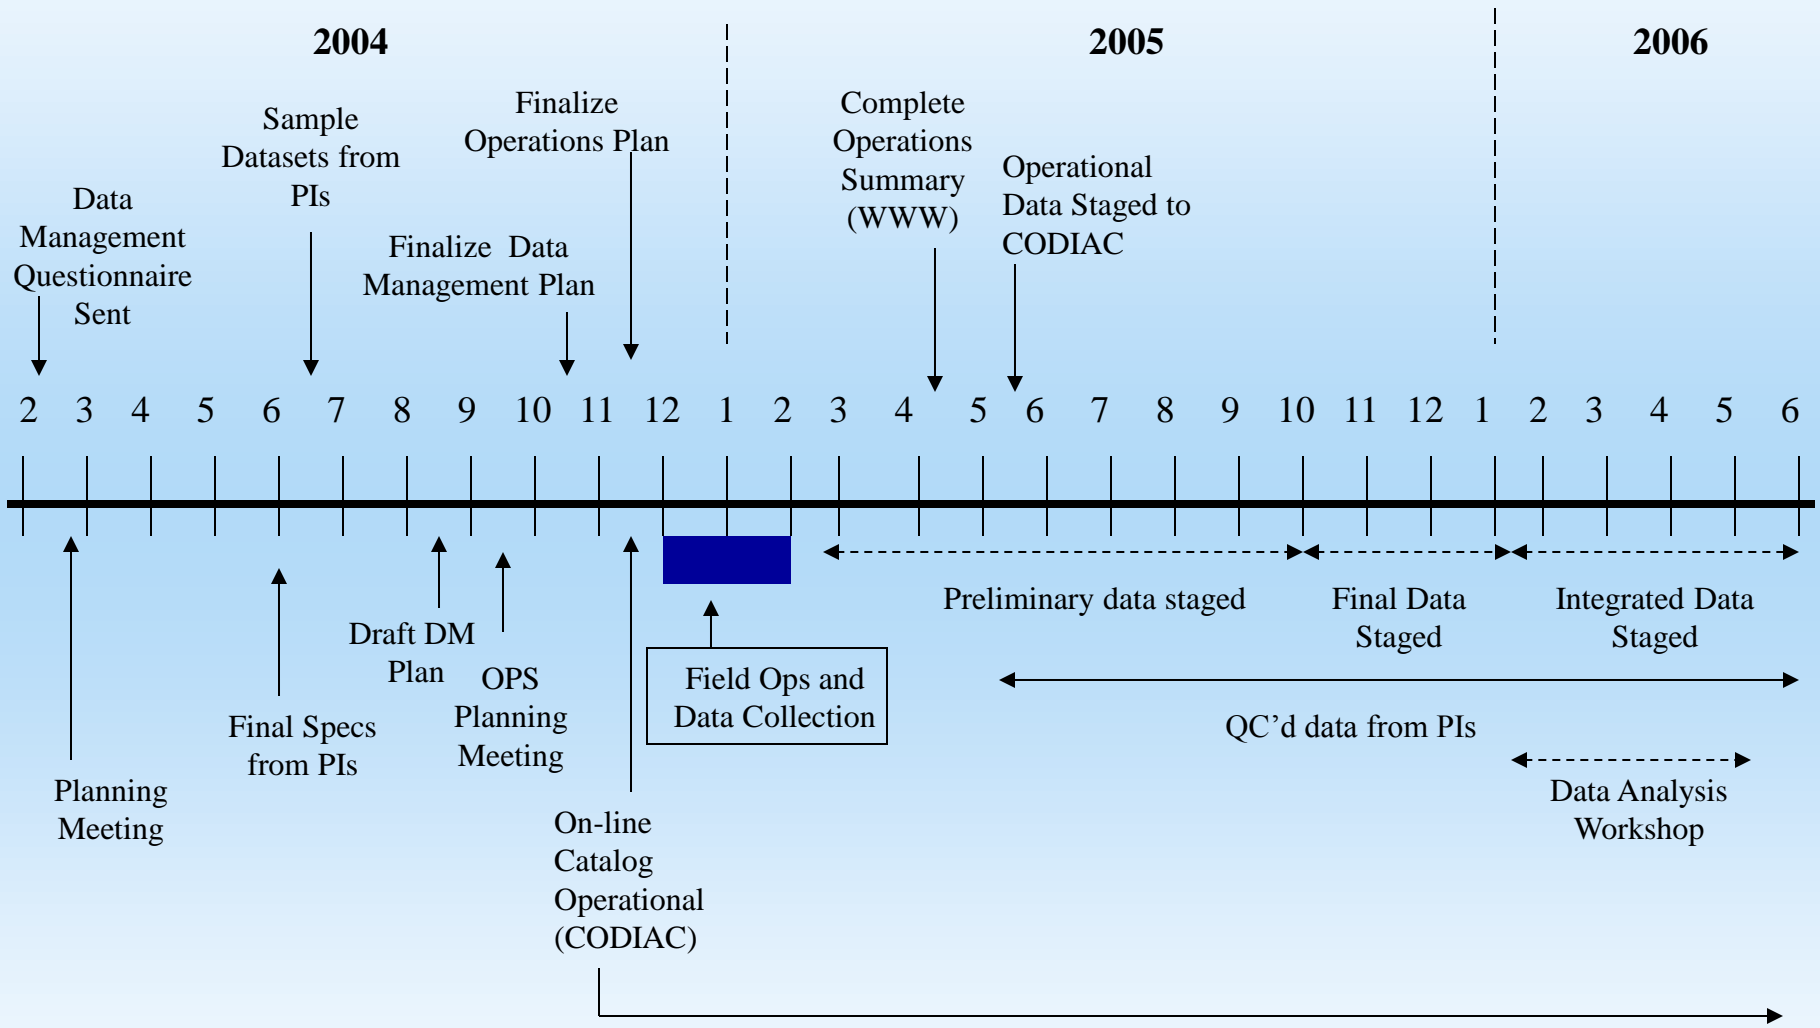 2004
2005
2006
Data
Management
Questionnaire
Sent
Sample
Datasets from
PIs
Finalize Data
Management Plan
Finalize
Operations Plan
Complete
Operations
Summary
(WWW)
Operational
Data Staged to
CODIAC
2 3 4 5 6 7 8 9 10 11 12 1 2 3 4 5 6 7 8 9 10 11 12 1 2 3 4 5 6
Planning
Meeting
Final Specs
from PIs
Draft DM
Plan
OPS
Planning
Meeting
On-line
Catalog
Operational
(CODIAC)
Field Ops and
Data Collection
Preliminary data staged
Final Data
Staged
Integrated Data
Staged
QC’d data from PIs
Data Analysis
Workshop